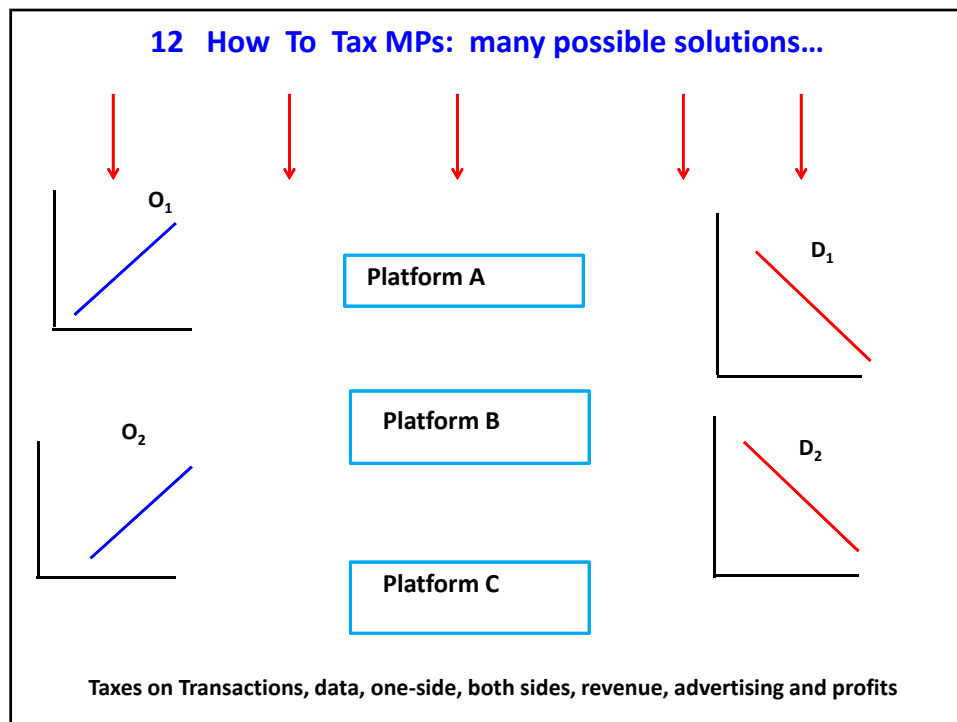 12 How To Tax MPs: many possible solutions…
O1
D1
Platform A
Platform B
O2
D2
Platform C
Taxes on Transactions, data, one-side, both sides, revenue, advertising and profits